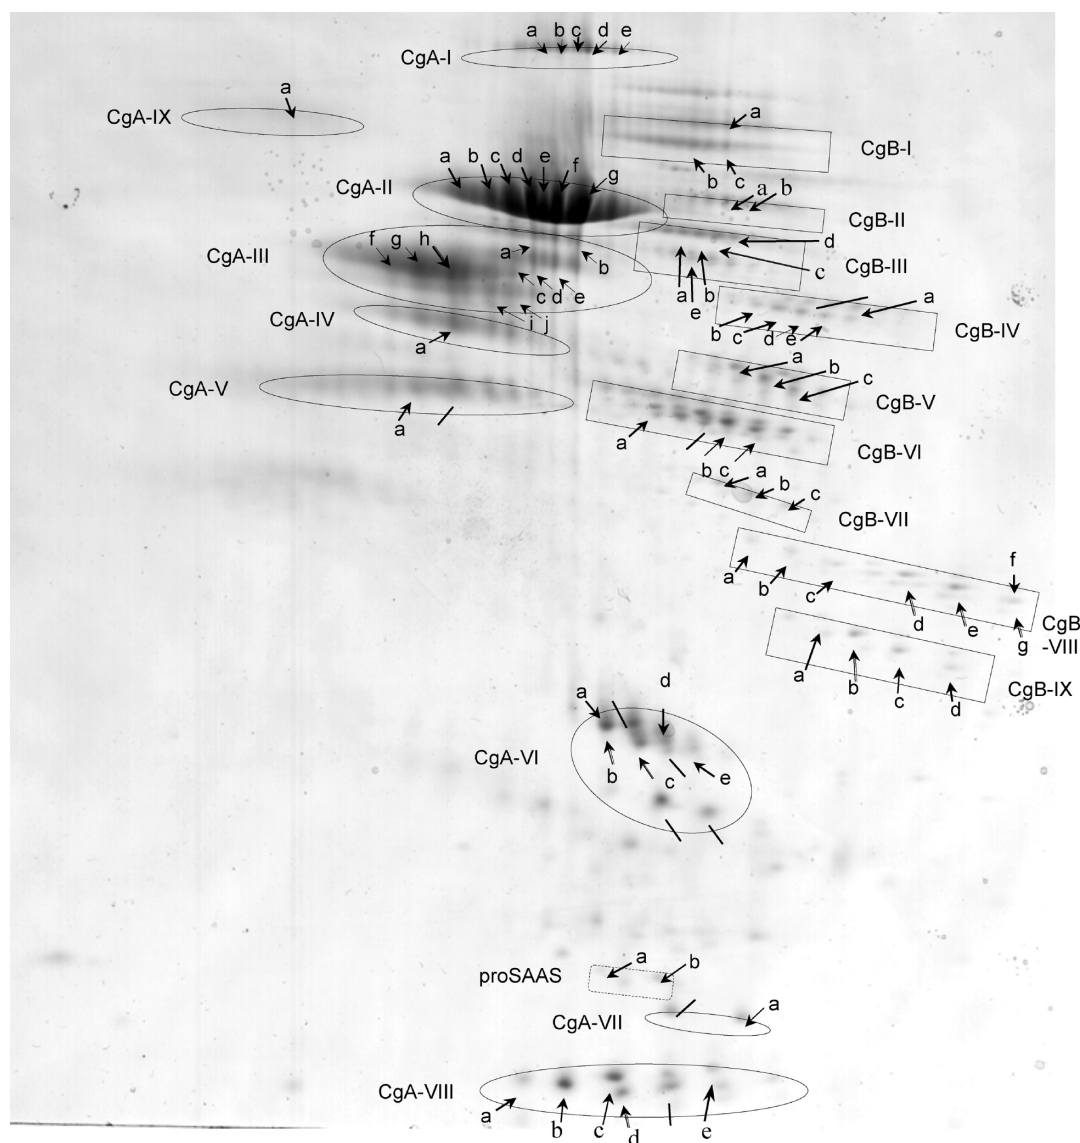 a b c d e
CgA-I
a
CgA-IX
a
CgB-I
b c
a b c d e f g
CgA-II
a b
CgB-II
f g h a b
CgA-III
c d e
i j
d
c
CgB-III
a b
e
CgA-IV
a
a
b c d e
CgB-IV
CgA-V
a
a
b
c
CgB-V
a
CgB-VI
b c a b c
CgB-VII
f
a b c d e g
CgB
-VIII
a b c d
CgB-IX
a d
CgA-VI
b c e
proSAAS
a b
CgA-VII
a
CgA-VIII
a b c d e